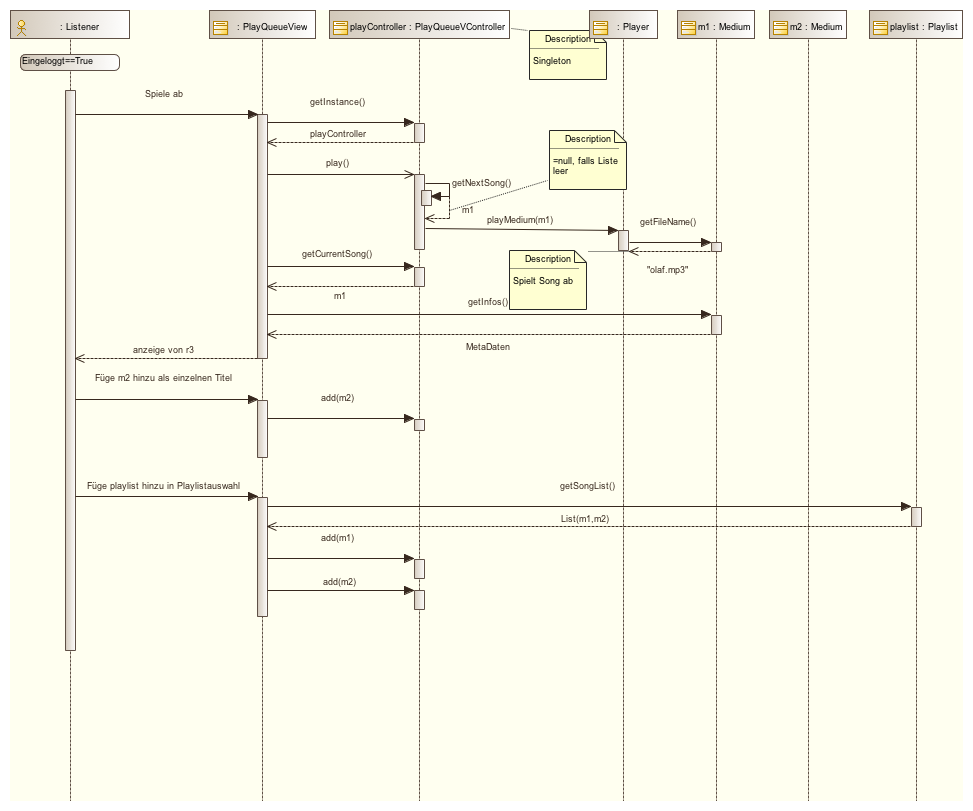 : Listener
: PlayQueueView
playController : PlayQueueVController
: Player
m1 : Medium
m2 : Medium
playlist : Playlist
Description
Singleton
Eingeloggt==True
Spiele ab
getInstance()
playController
Description
=null, falls Liste
leer
play()
getNextSong()
m1
playMedium(m1)
getFileName()
"olaf.mp3"
getCurrentSong()
m1
Description
Spielt Song ab
getInfos()
MetaDaten
anzeige von r3
Füge m2 hinzu als einzelnen Titel
add(m2)
Füge playlist hinzu in Playlistauswahl
getSongList()
List(m1,m2)
add(m1)
add(m2)